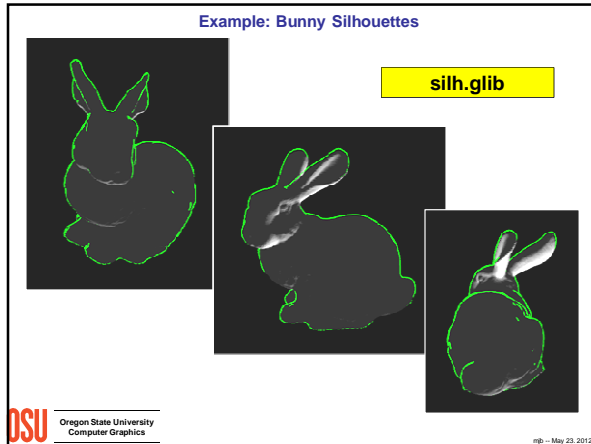 Example: Bunny Silhouettes
silh.glib
OSU
Oregon State University
Computer Graphics
mjb – May 23, 2012